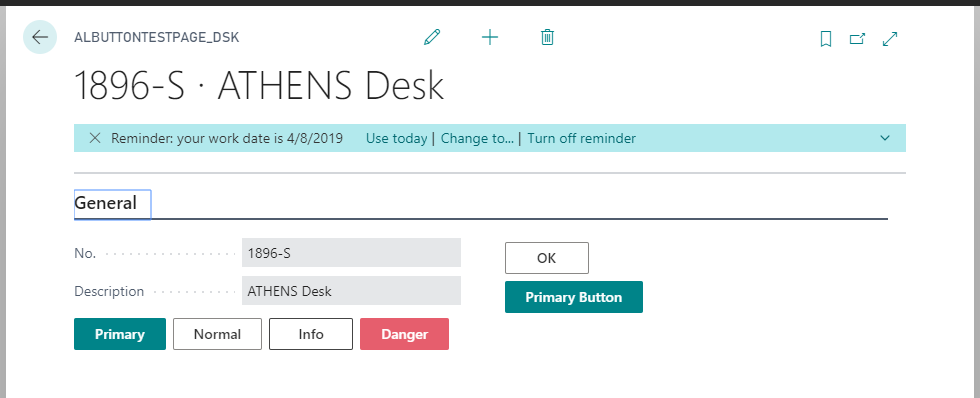 ALBUTTONTESTPAGE_DSK
1896-S · ATHENS Desk
Reminder: your work date is 4/8/2019 Use today | Change to... | Turn off reminder
General
No. 1896-S
Description ATHENS Desk
Primary Normal Info Danger
OK
Primary Button